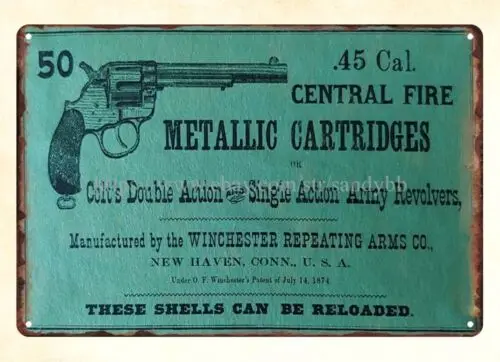 50
.45 Cal.
CENTRAL FIRE
METALLIC CARTRIDGES
Colt's Double Action and Single Action Army Revolvers,
Manufactured by the WINCHESTER REPEATING ARMS CO.,
NEW HAVEN, CONN., U. S. A.
Under O. F. Winchester's Patent of July 14, 1874
THESE SHELLS CAN BE RELOADED.